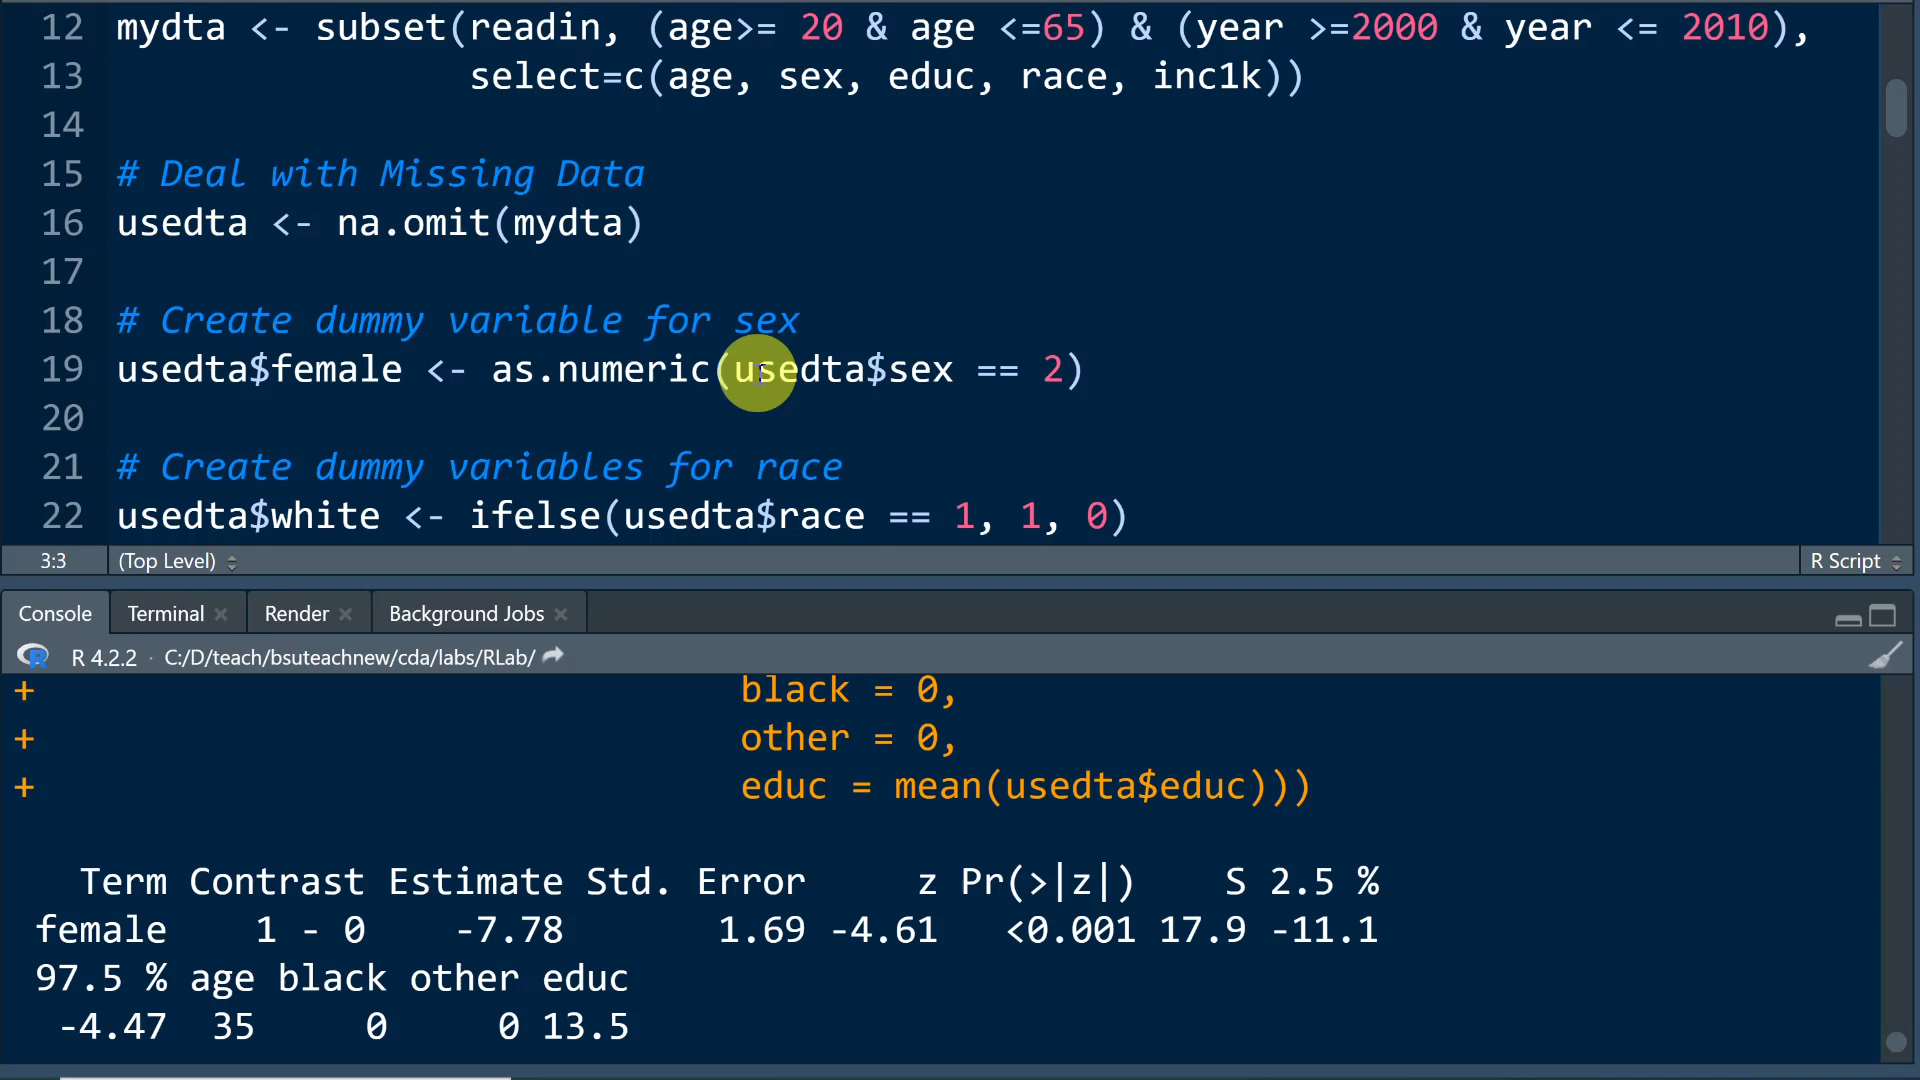 12 mydta <- subset(readin, (age>= 20 & age <=65) & (year >=2000 & year <= 2010),
13 select=c(age, sex, educ, race, inc1k))
14
15 # Deal with Missing Data
16 usedta <- na.omit(mydta)
17
18 # Create dummy variable for sex
19 usedta$female <- as.numeric(usedta$sex == 2)
20
21 # Create dummy variables for race
22 usedta$white <- ifelse(usedta$race == 1, 1, 0)
3:3 (Top Level) R Script
Console Terminal Render Background Jobs
R R 4.2.2 · C:/D/teach/bsuteachnew/cda/labs/RLab/
+ black = 0,
+ other = 0,
+ educ = mean(usedta$educ)))
Term Contrast Estimate Std. Error z Pr(>|z|) S 2.5 %
female 1 - 0 -7.78 1.69 -4.61 <0.001 17.9 -11.1
97.5 % age black other educ
-4.47 35 0 0 13.5